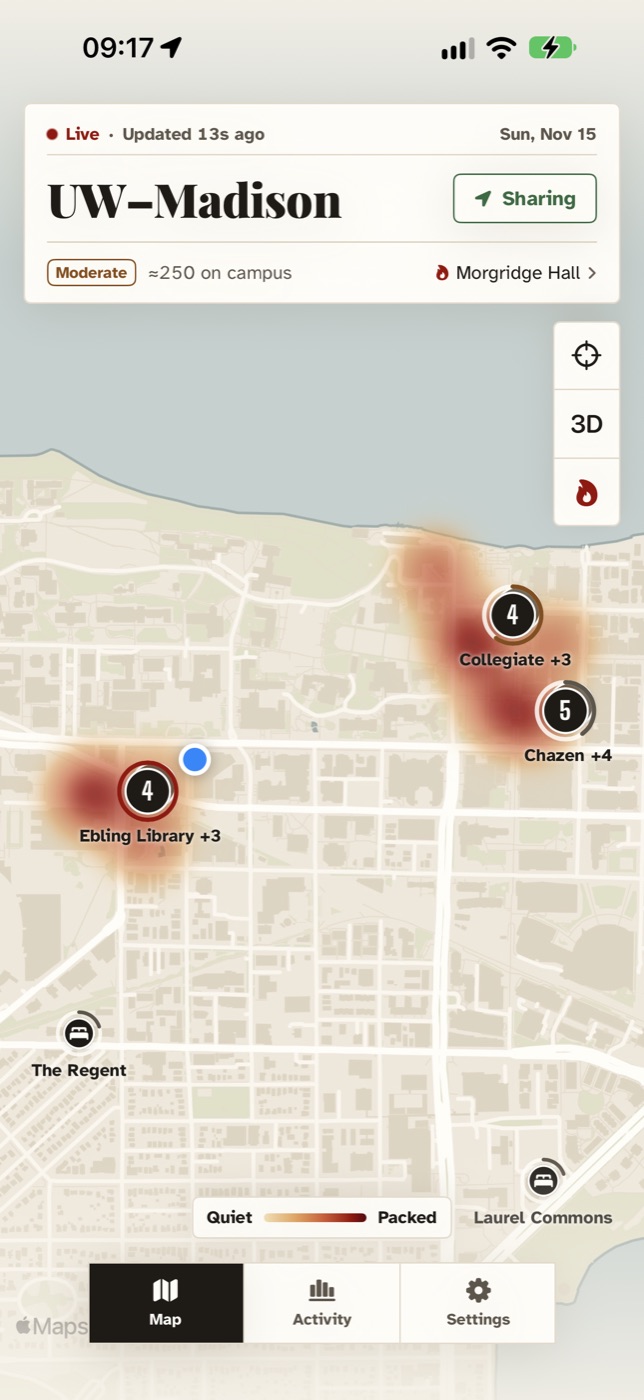 09:17
Live · Updated 13s ago
Sun, Nov 15
UW–Madison
Sharing
Moderate ≈250 on campus
Morgridge Hall
3D
4
Collegiate +3
5
Chazen +4
4
Ebling Library +3
The Regent
Laurel Commons
Quiet
Packed
Maps
Map
Activity
Settings